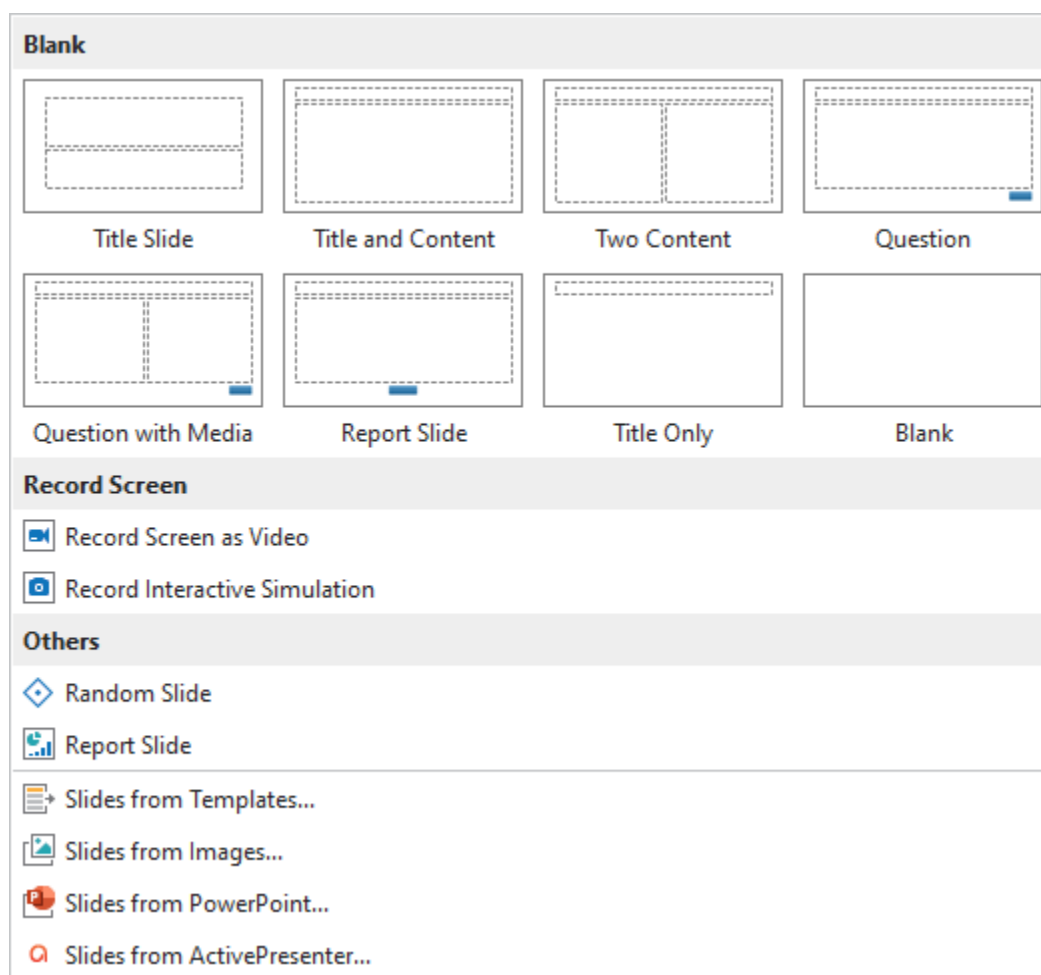 Blank
Title Slide
Title and Content
Two Content
Question
Question with Media
Report Slide
Title Only
Blank
Record Screen
Record Screen as Video
Record Interactive Simulation
Others
Random Slide
Report Slide
Slides from Templates...
Slides from Images...
Slides from PowerPoint...
Slides from ActivePresenter...